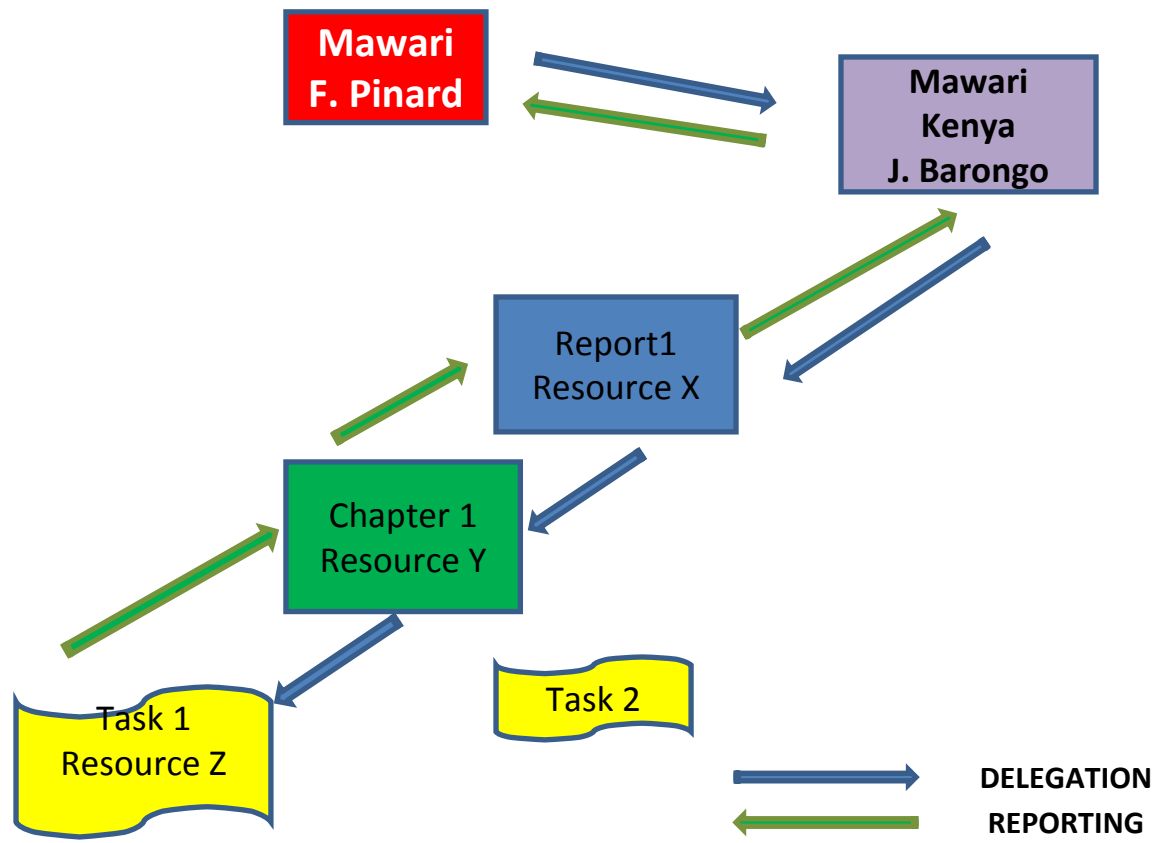 Mawari
F. Pinard
Mawari
Kenya
J. Barongo
Report1
Resource X
Chapter 1
Resource Y
Task 1
Resource Z
Task 2
DELEGATION
REPORTING